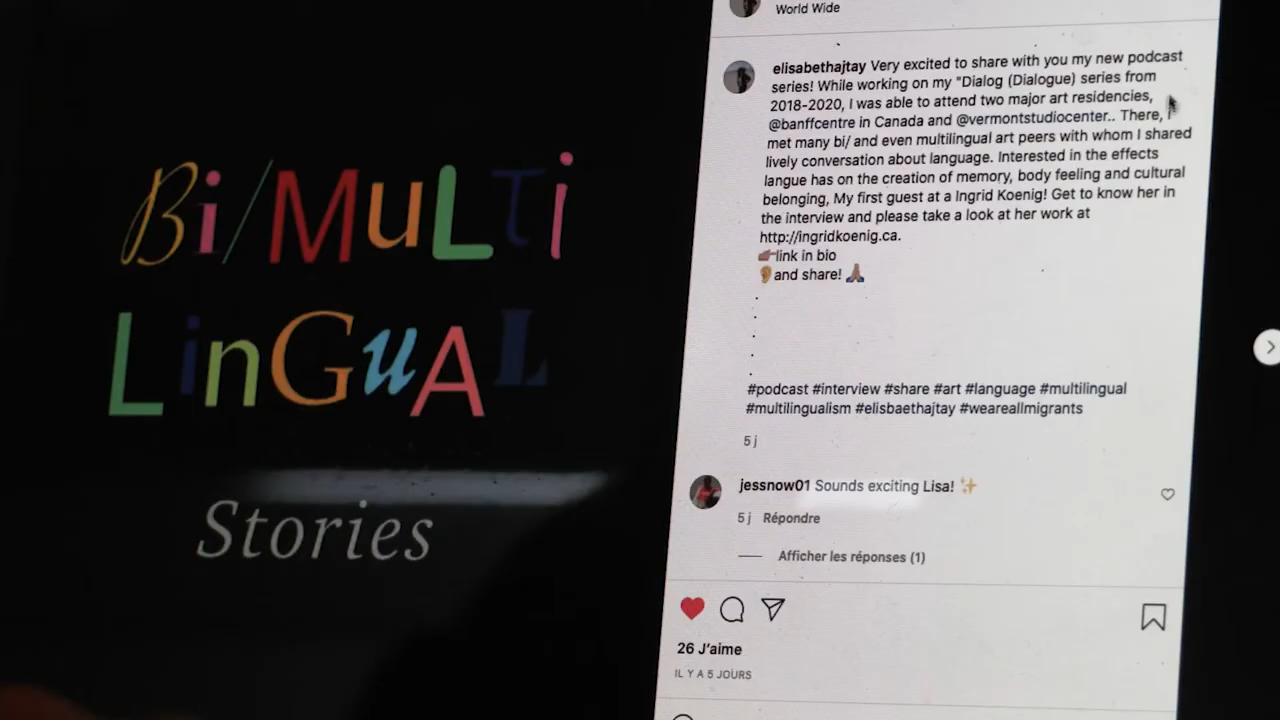 Bi/MuLTi
LinGuAL
Stories
World Wide
elisabethajtay Very excited to share with you my new podcast
series! While working on my "Dialog (Dialogue) series from
2018-2020, I was able to attend two major art residencies,
@banffcentre in Canada and @vermontstudiocenter.. There, I
met many bi/ and even multilingual art peers with whom I shared
lively conversation about language. Interested in the effects
langue has on the creation of memory, body feeling and cultural
belonging, My first guest at a Ingrid Koenig! Get to know her in
the interview and please take a look at her work at
http://ingridkoenig.ca.
👉🏽link in bio
👂🏽and share! 🙏🏽
.
.
.
.
.
#podcast #interview #share #art #language #multilingual
#multilingualism #elisbaethajtay #weareallmigrants
5 j
jessnow01 Sounds exciting Lisa! ✨
5 j Répondre
Afficher les réponses (1)
26 J’aime
IL Y A 5 JOURS